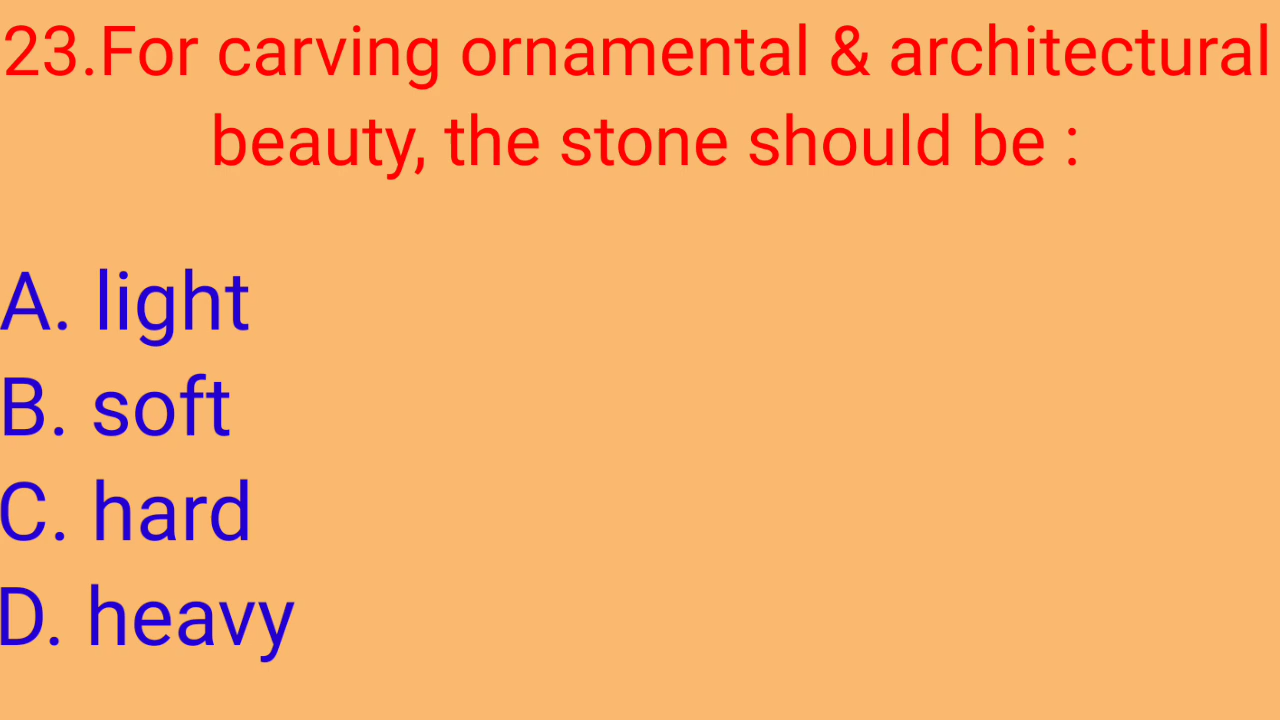 23.For carving ornamental & architectural
beauty, the stone should be :
A. light
B. soft
C. hard
D. heavy